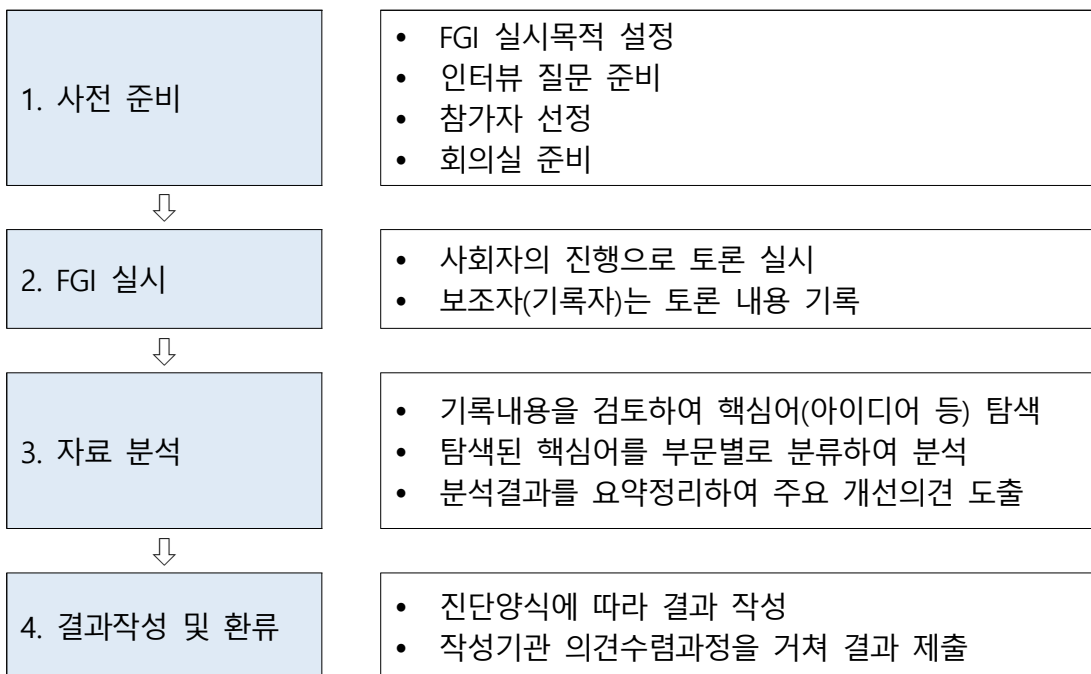 1. 사전 준비
• FGI 실시목적 설정
• 인터뷰 질문 준비
• 참가자 선정
• 회의실 준비
2. FGI 실시
• 사회자의 진행으로 토론 실시
• 보조자(기록자)는 토론 내용 기록
3. 자료 분석
• 기록내용을 검토하여 핵심어(아이디어 등) 탐색
• 탐색된 핵심어를 부문별로 분류하여 분석
• 분석결과를 요약정리하여 주요 개선의견 도출
4. 결과작성 및 환류
• 진단양식에 따라 결과 작성
• 작성기관 의견수렴과정을 거쳐 결과 제출